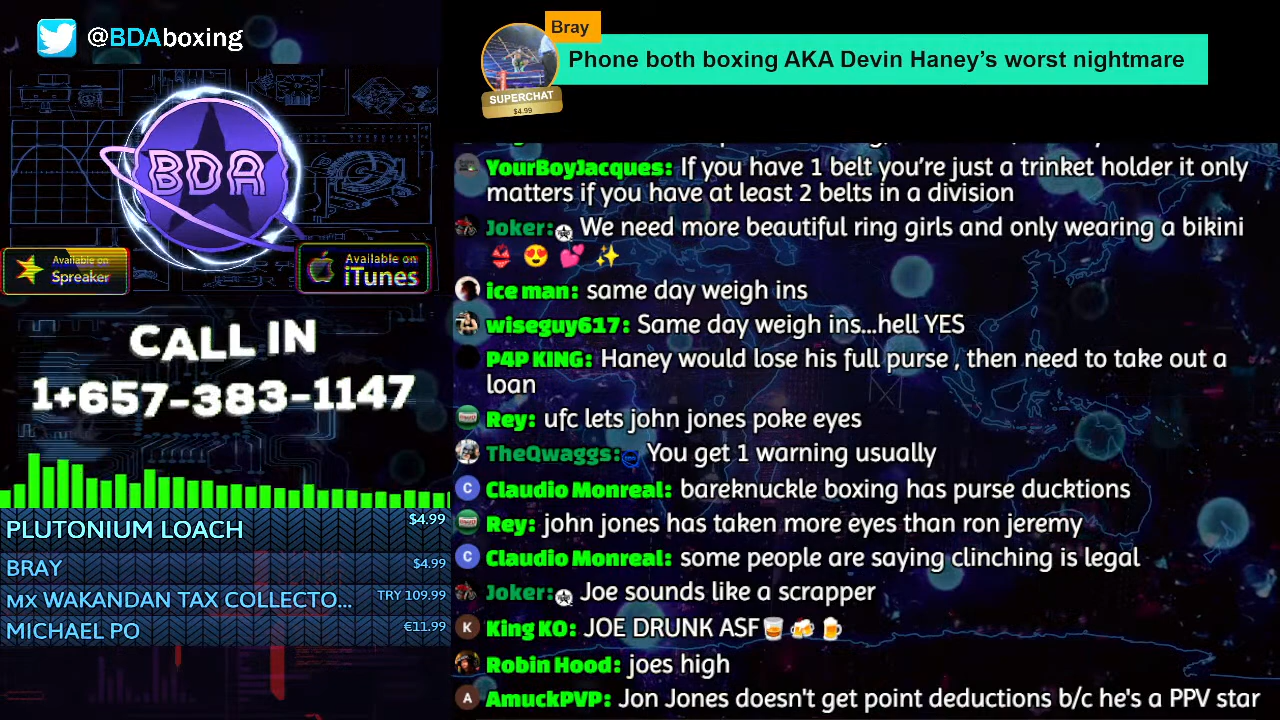 @BDAboxing
BDA
Available on
Spreaker
Available on
iTunes
CALL IN
1+657-383-1147
PLUTONIUM LOACH $4.99
BRAY $4.99
MX WAKANDAN TAX COLLECTO... TRY 109.99
MICHAEL PO €11.99
Bray
Phone both boxing AKA Devin Haney’s worst nightmare
SUPERCHAT
$4.99
YourBoyJacques: If you have 1 belt you’re just a trinket holder it only
matters if you have at least 2 belts in a division
Joker: We need more beautiful ring girls and only wearing a bikini
👙 😍 💕 ✨
ice man: same day weigh ins
wiseguy617: Same day weigh ins...hell YES
P4P KING: Haney would lose his full purse , then need to take out a
loan
Rey: ufc lets john jones poke eyes
TheQwaggs: You get 1 warning usually
C Claudio Monreal: bareknuckle boxing has purse ducktions
Rey: john jones has taken more eyes than ron jeremy
C Claudio Monreal: some people are saying clinching is legal
Joker: Joe sounds like a scrapper
K King KO: JOE DRUNK ASF🥃 🍻 🍺
Robin Hood: joes high
A AmuckPVP: Jon Jones doesn't get point deductions b/c he's a PPV star